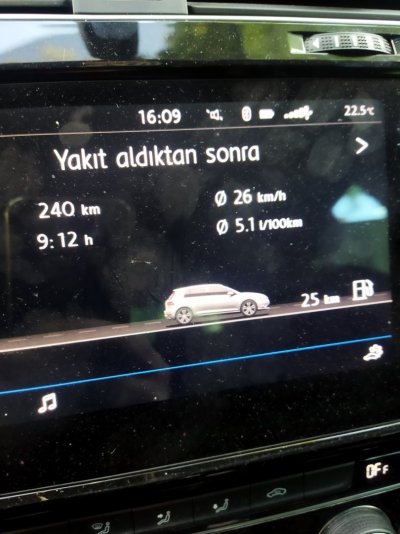 16:09 22.5°C
Yakıt aldıktan sonra
240 km Ø 26 km/h
9:12 h Ø 5.1 l/100km
25 km
OFF